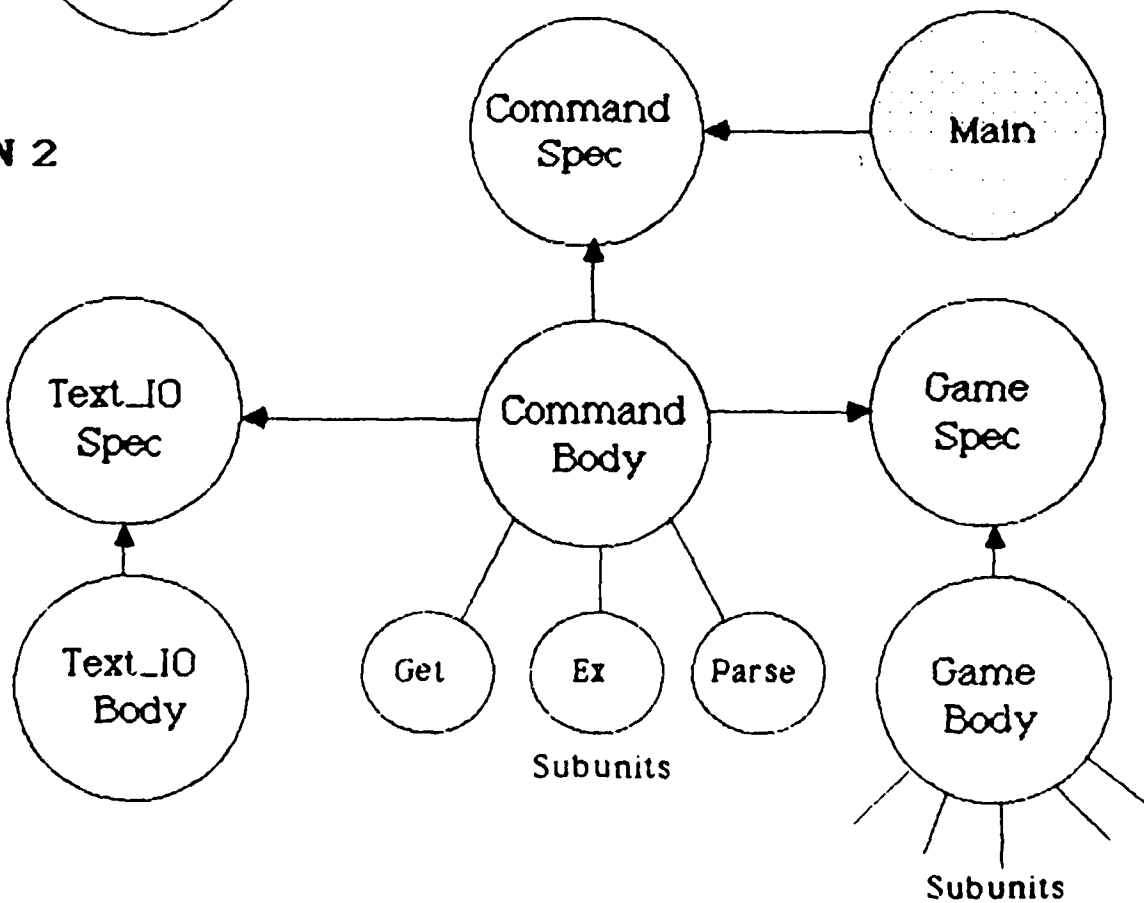 Command
Spec
Main
N 2
Text_IO
Spec
Command
Body
Game
Spec
Text_IO
Body
Get
Ex
Parse
Game
Body
Subunits
Subunits